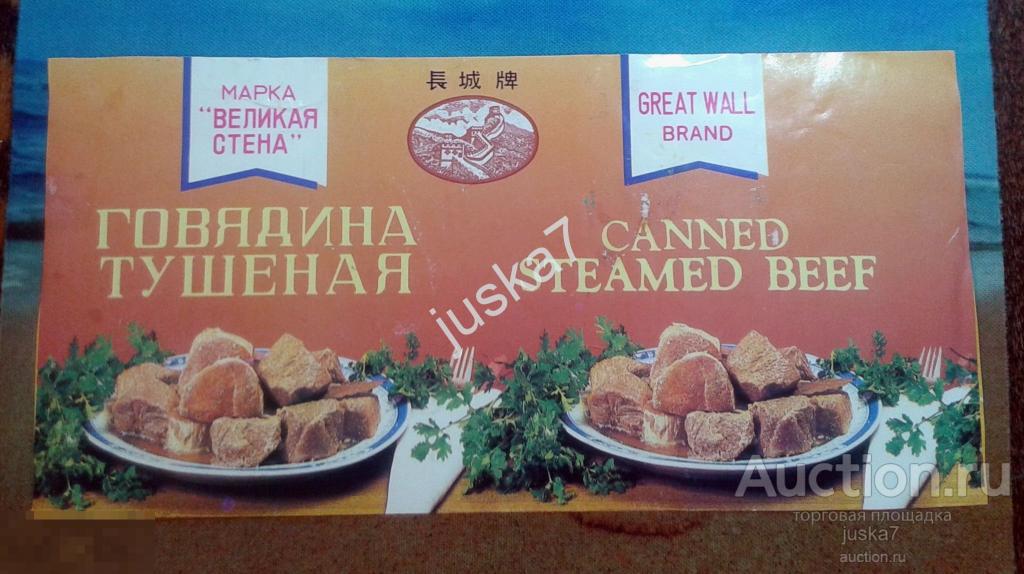 МАРКА
"ВЕЛИКАЯ
СТЕНА"
長城牌
GREAT WALL
BRAND
ГОВЯДИНА
ТУШЕНАЯ
CANNED
STEAMED BEEF
juska7
Auction.ru
торговая площадка
juska7
auction.ru